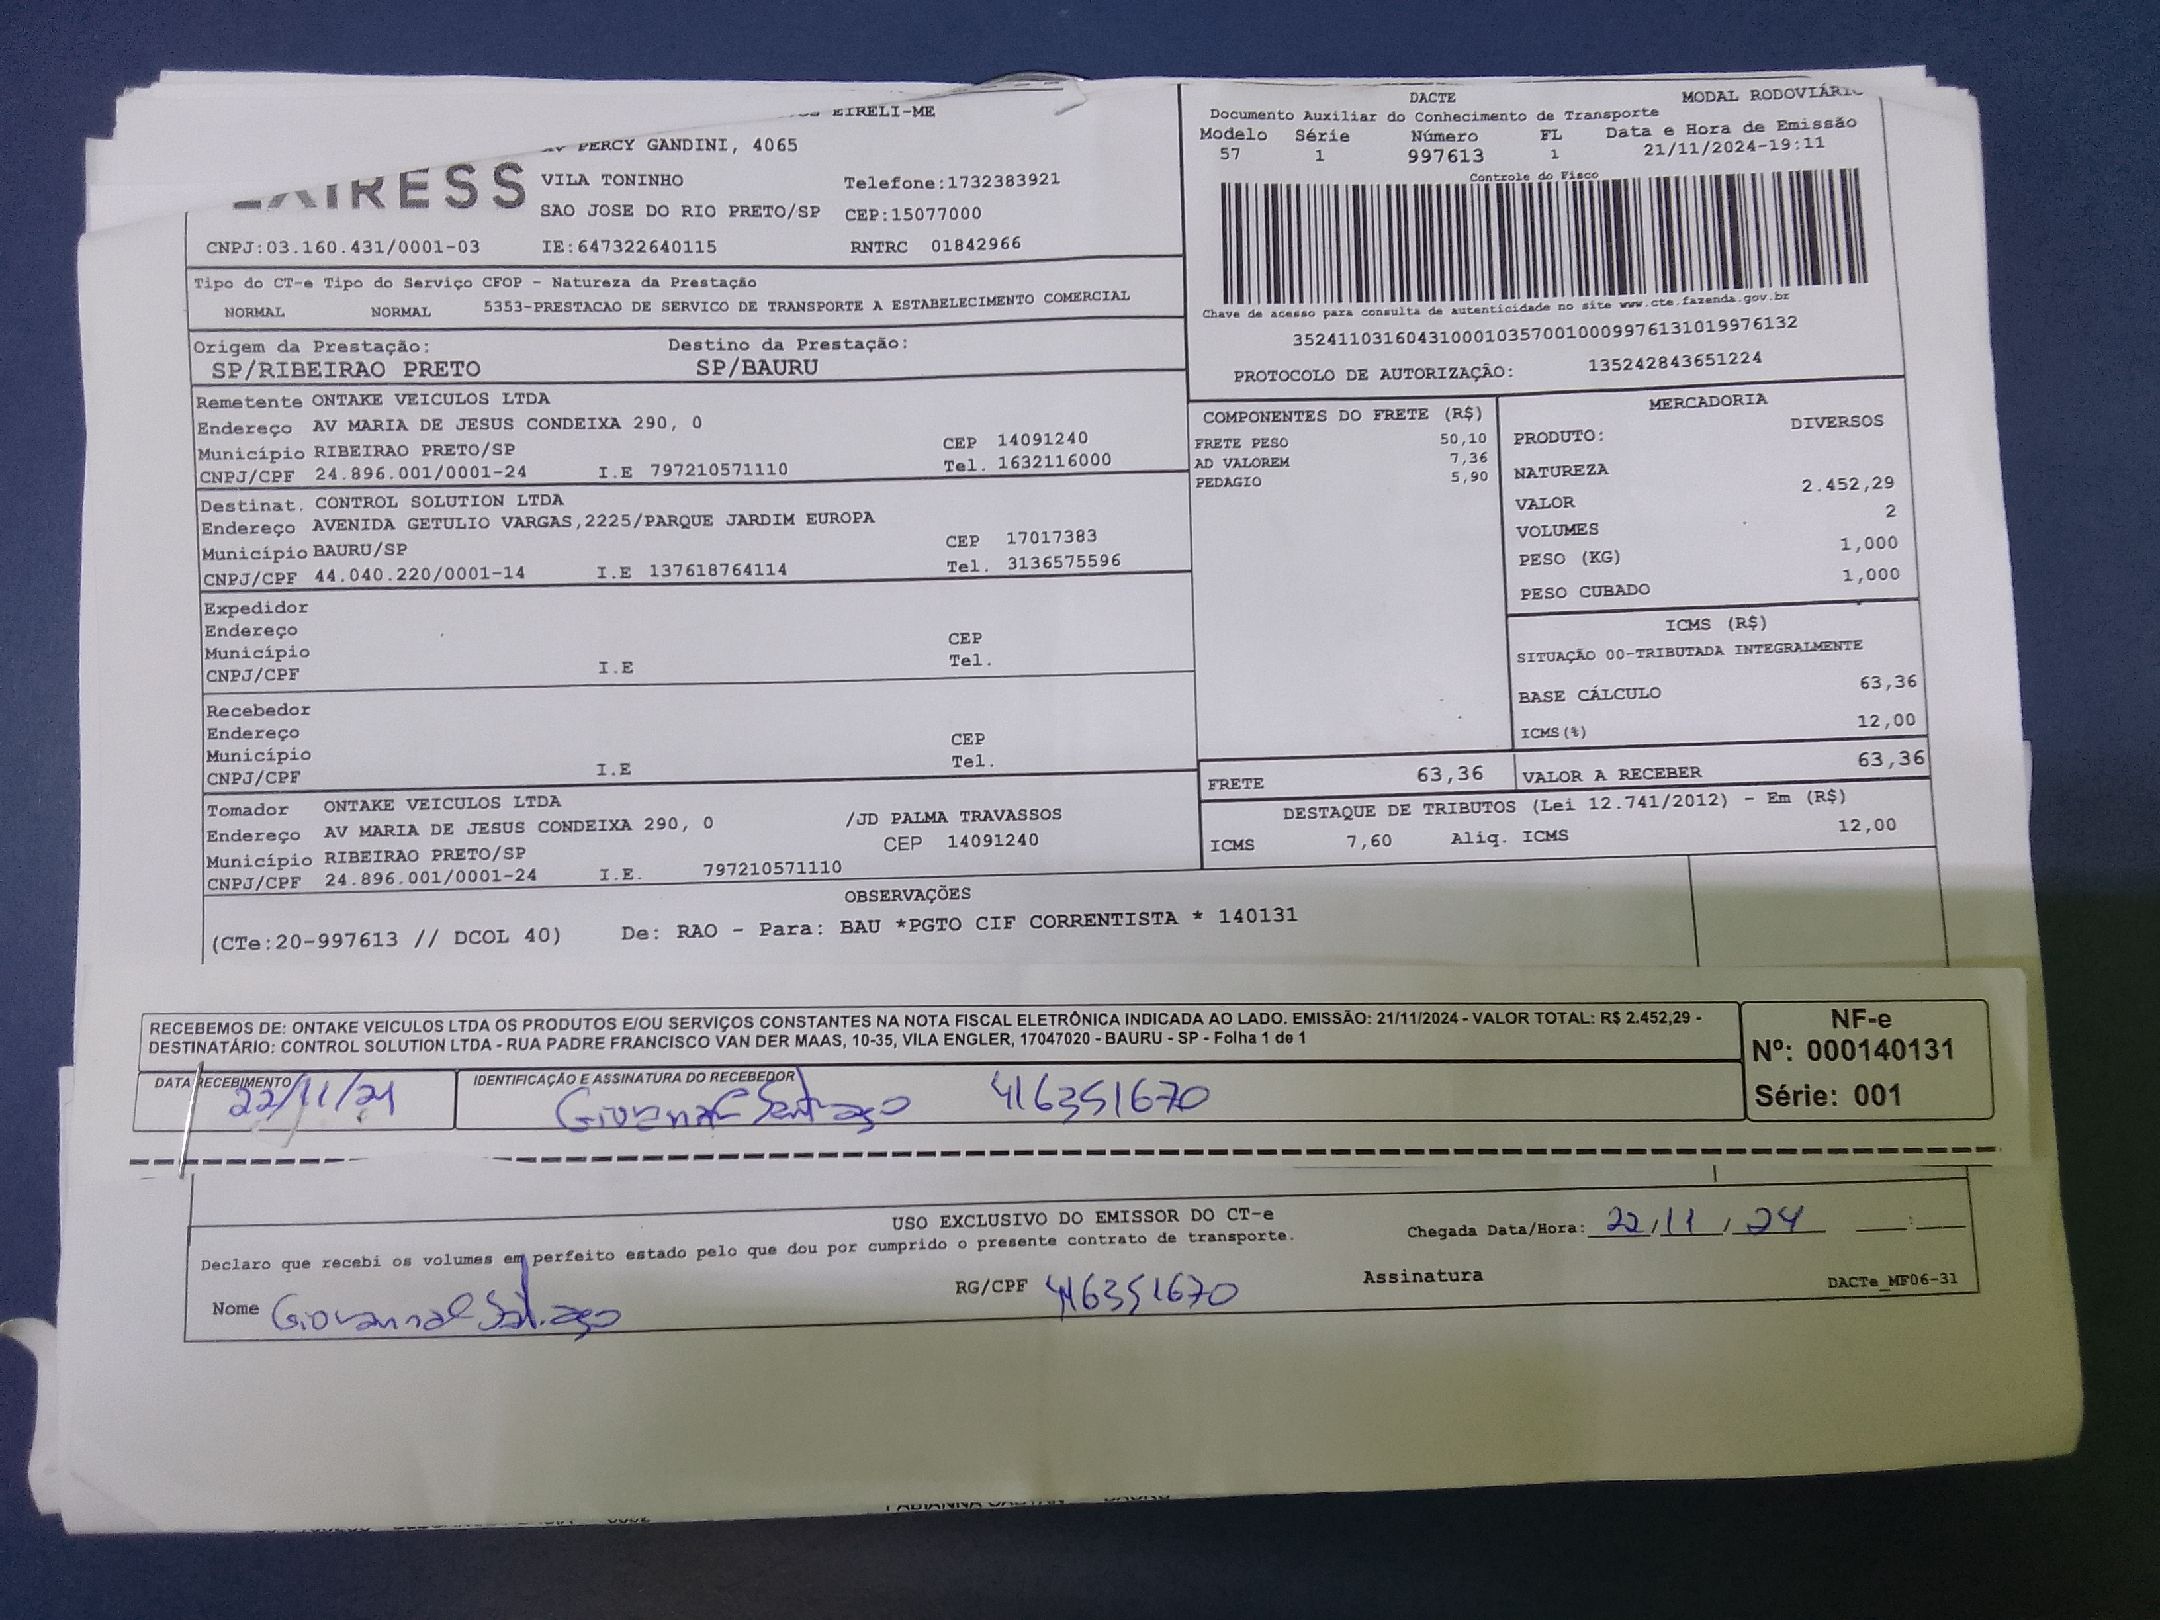 EIRELI-ME
PERCY GANDINI, 4065
VILA TONINHO Telefone:1732383921
SAO JOSE DO RIO PRETO/SP CEP:15077000
CNPJ:03.160.431/0001-03 IE:647322640115 RNTRC 01842966
DACTE MODAL RODOVIÁRIO
Documento Auxiliar do Conhecimento de Transporte
Modelo Série Número FL Data e Hora de Emissão
57 1 997613 1 21/11/2024-19:11
Controle do Fisco
Chave de acesso para consulta de autenticidade no site www.cte.fazenda.gov.br
35241103160431000103570010009976131019976132
PROTOCOLO DE AUTORIZAÇÃO: 135242843651224
Tipo do CT-e Tipo do Serviço CFOP - Natureza da Prestação
NORMAL NORMAL 5353-PRESTACAO DE SERVICO DE TRANSPORTE A ESTABELECIMENTO COMERCIAL
Origem da Prestação: Destino da Prestação:
SP/RIBEIRAO PRETO SP/BAURU
Remetente ONTAKE VEICULOS LTDA
Endereço AV MARIA DE JESUS CONDEIXA 290, 0
Município RIBEIRAO PRETO/SP CEP 14091240
CNPJ/CPF 24.896.001/0001-24 I.E 797210571110 Tel. 1632116000
Destinat. CONTROL SOLUTION LTDA
Endereço AVENIDA GETULIO VARGAS,2225/PARQUE JARDIM EUROPA
Município BAURU/SP CEP 17017383
CNPJ/CPF 44.040.220/0001-14 I.E 137618764114 Tel. 3136575596
Expedidor
Endereço
Município CEP
CNPJ/CPF I.E Tel.
Recebedor
Endereço
Município CEP
CNPJ/CPF I.E Tel.
Tomador ONTAKE VEICULOS LTDA
Endereço AV MARIA DE JESUS CONDEIXA 290, 0 /JD PALMA TRAVASSOS
Município RIBEIRAO PRETO/SP CEP 14091240
CNPJ/CPF 24.896.001/0001-24 I.E. 797210571110
COMPONENTES DO FRETE (R$)
FRETE PESO 50,10
AD VALOREM 7,36
PEDAGIO 5,90
MERCADORIA
PRODUTO: DIVERSOS
NATUREZA
VALOR 2.452,29
VOLUMES 2
PESO (KG) 1,000
PESO CUBADO 1,000
ICMS (R$)
SITUAÇÃO 00-TRIBUTADA INTEGRALMENTE
BASE CÁLCULO 63,36
ICMS(%) 12,00
FRETE 63,36 VALOR A RECEBER 63,36
DESTAQUE DE TRIBUTOS (Lei 12.741/2012) - Em (R$)
ICMS 7,60 Aliq. ICMS 12,00
OBSERVAÇÕES
(CTe:20-997613 // DCOL 40) De: RAO - Para: BAU *PGTO CIF CORRENTISTA * 140131
RECEBEMOS DE: ONTAKE VEICULOS LTDA OS PRODUTOS E/OU SERVIÇOS CONSTANTES NA NOTA FISCAL ELETRÔNICA INDICADA AO LADO. EMISSÃO: 21/11/2024 - VALOR TOTAL: R$ 2.452,29 -
DESTINATÁRIO: CONTROL SOLUTION LTDA - RUA PADRE FRANCISCO VAN DER MAAS, 10-35, VILA ENGLER, 17047020 - BAURU - SP - Folha 1 de 1
NF-e
Nº: 000140131
Série: 001
DATA RECEBIMENTO IDENTIFICAÇÃO E ASSINATURA DO RECEBEDOR
22/11/24 416351670
USO EXCLUSIVO DO EMISSOR DO CT-e
Declaro que recebi os volumes em perfeito estado pelo que dou por cumprido o presente contrato de transporte.
Chegada Data/Hora: 22/11/24 :
Nome RG/CPF 416351670 Assinatura DACTe_MF06-31